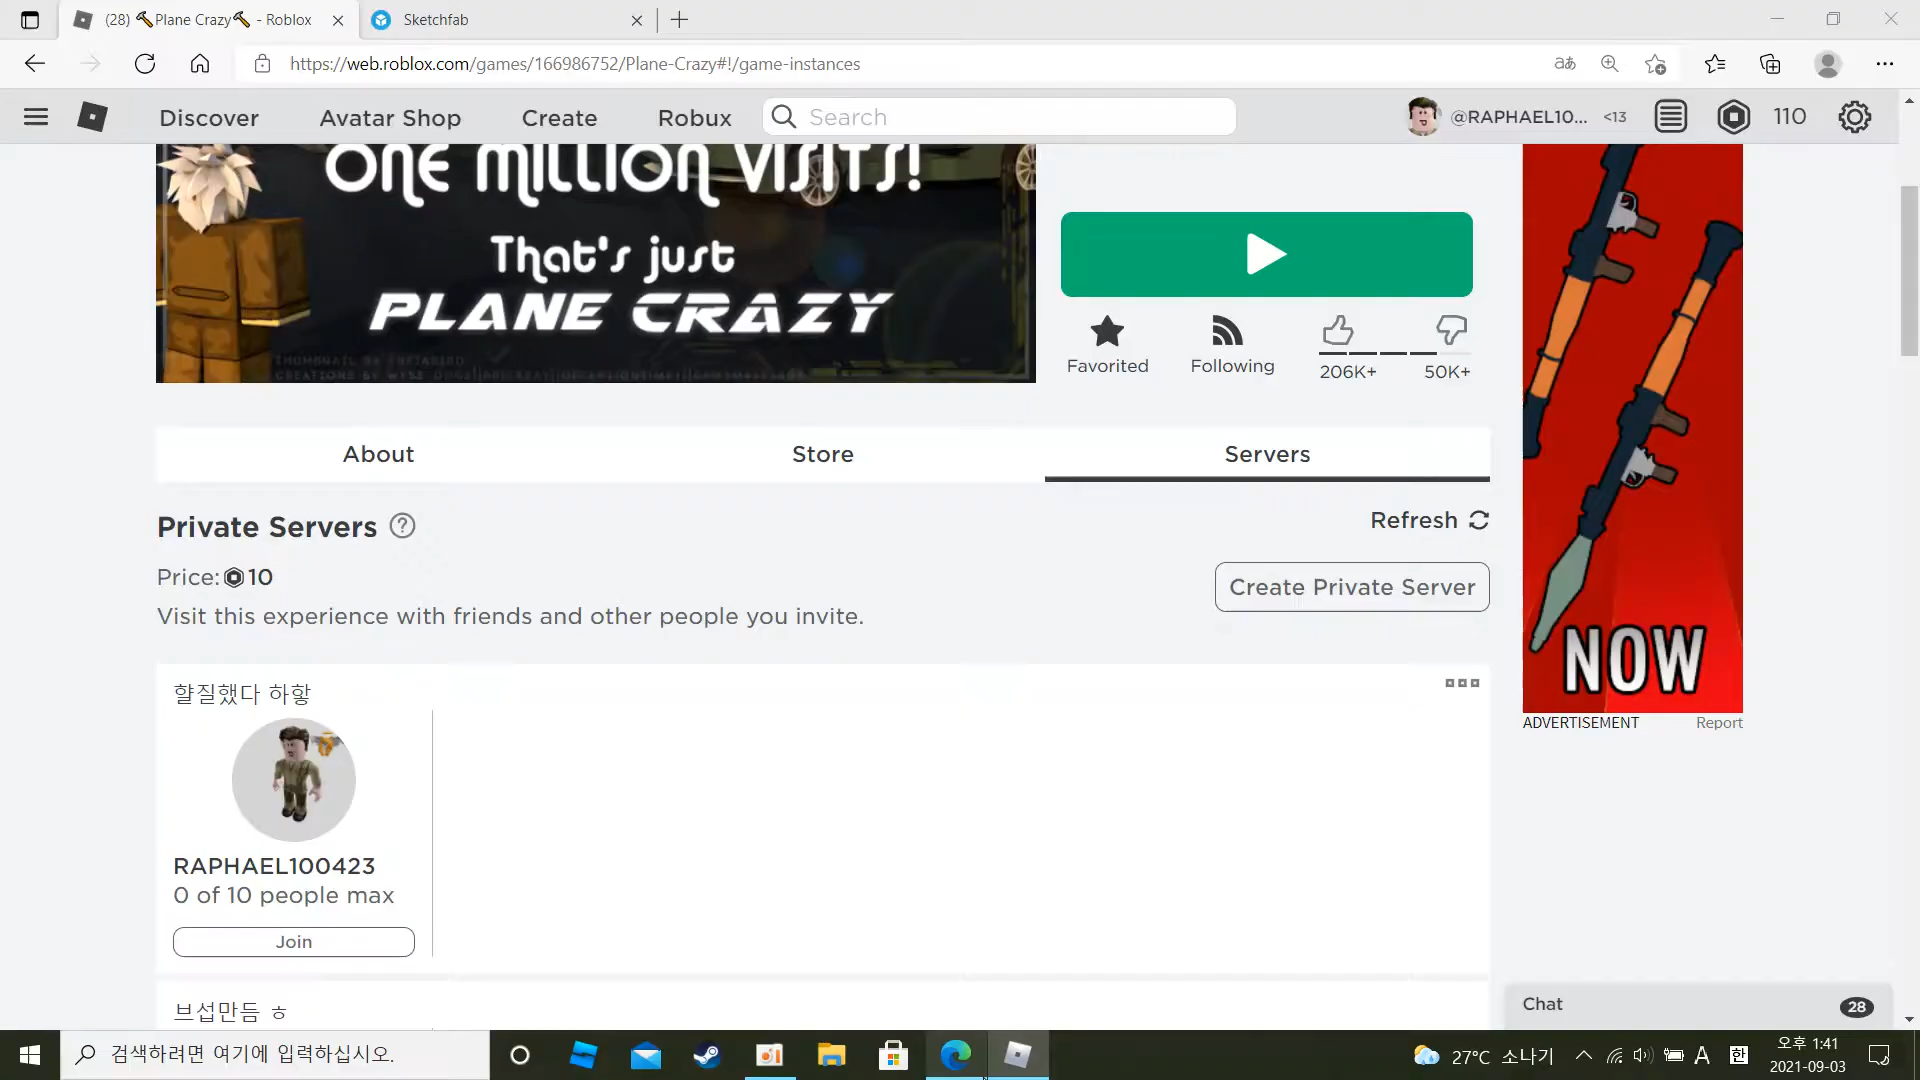 (28) 🔨Plane Crazy🔨 - Roblox
Sketchfab
https://web.roblox.com/games/166986752/Plane-Crazy#!/game-instances
Discover
Avatar Shop
Create
Robux
Search
@RAPHAEL10...
<13
110
ONE MILLION VISITS!
That's just
PLANE CRAZY
Favorited
Following
206K+
50K+
About
Store
Servers
Private Servers
Refresh
Price: 10
Create Private Server
Visit this experience with friends and other people you invite.
NOW
ADVERTISEMENT
Report
햘질했다 하핳
RAPHAEL100423
0 of 10 people max
Join
브섭만듬 ㅎ
Chat
28
검색하려면 여기에 입력하십시오.
27°C 소나기
A
한
오후 1:41
2021-09-03